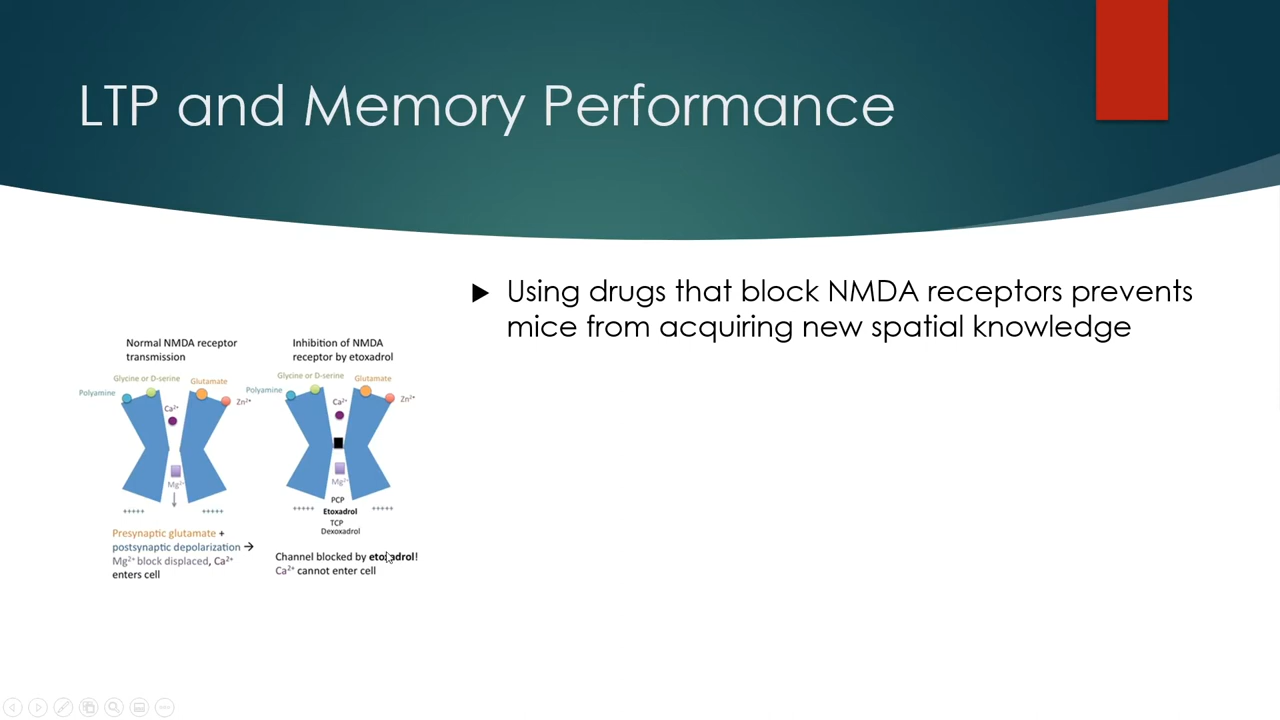 LTP and Memory Performance
Using drugs that block NMDA receptors prevents
mice from acquiring new spatial knowledge
Normal NMDA receptor
transmission
Glycine or D-serine
Glutamate
Polyamine
Zn²⁺
Ca²⁺
Mg²⁺
+++++
+++++
Presynaptic glutamate +
postsynaptic depolarization →
Mg²⁺ block displaced, Ca²⁺
enters cell
Inhibition of NMDA
receptor by etoxadrol
Glycine or D-serine
Glutamate
Polyamine
Zn²⁺
Ca²⁺
Mg²⁺
+++++
+++++
PCP
Etoxadrol
TCP
Dexoxadrol
Channel blocked by etoxadrol!
Ca²⁺ cannot enter cell